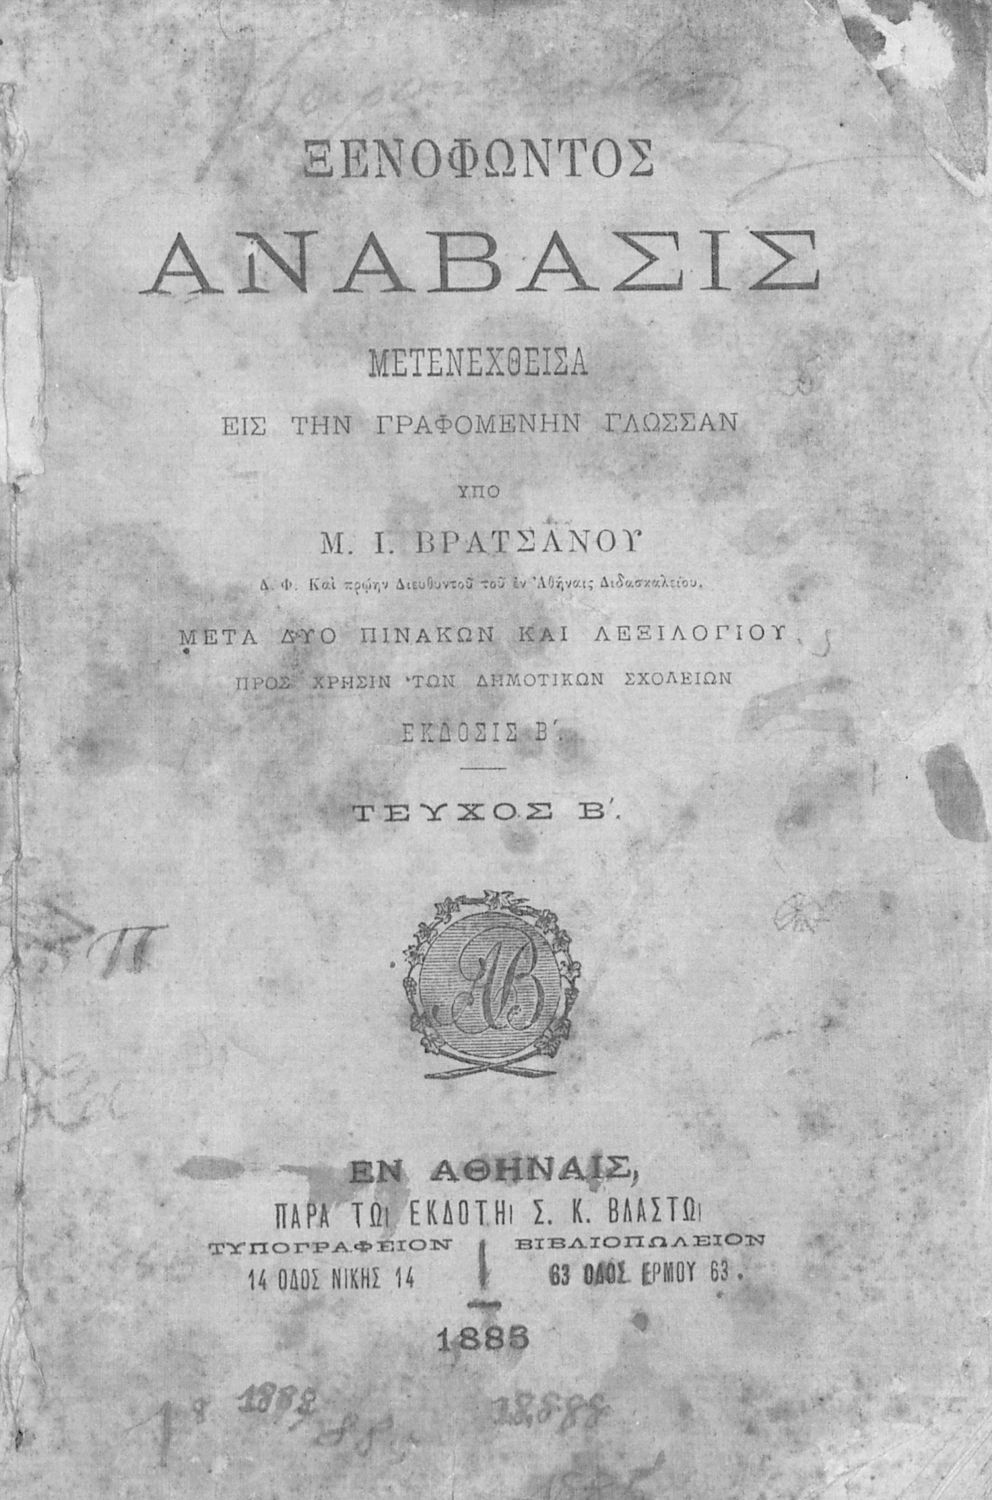 ΞΕΝΟΦΩΝΤΟΣ
ΑΝΑΒΑΣΙΣ
ΜΕΤΕΝΕΧΘΕΙΣΑ
ΕΙΣ ΤΗΝ ΓΡΑΦΟΜΕΝΗΝ ΓΛΩΣΣΑΝ
ΥΠΟ
Μ. Ι. ΒΡΑΤΣΑΝΟΥ
Δ. Φ. Καὶ πρῴην Διευθυντοῦ τοῦ ἐν Ἀθήναις Διδασκαλείου.
ΜΕΤΑ ΔΥΟ ΠΙΝΑΚΩΝ ΚΑΙ ΛΕΞΙΛΟΓΙΟΥ
ΠΡΟΣ ΧΡΗΣΙΝ ΤΩΝ ΔΗΜΟΤΙΚΩΝ ΣΧΟΛΕΙΩΝ
ΕΚΔΟΣΙΣ Β΄.
ΤΕΥΧΟΣ Β΄.
Π
ΕΝ ΑΘΗΝΑΙΣ,
ΠΑΡΑ ΤΩι ΕΚΔΟΤΗι Σ. Κ. ΒΛΑΣΤΩι
ΤΥΠΟΓΡΑΦΕΙΟΝ
14 ΟΔΟΣ ΝΙΚΗΣ 14
ΒΙΒΛΙΟΠΩΛΕΙΟΝ
63 ΟΔΟΣ ΕΡΜΟΥ 63.
1885